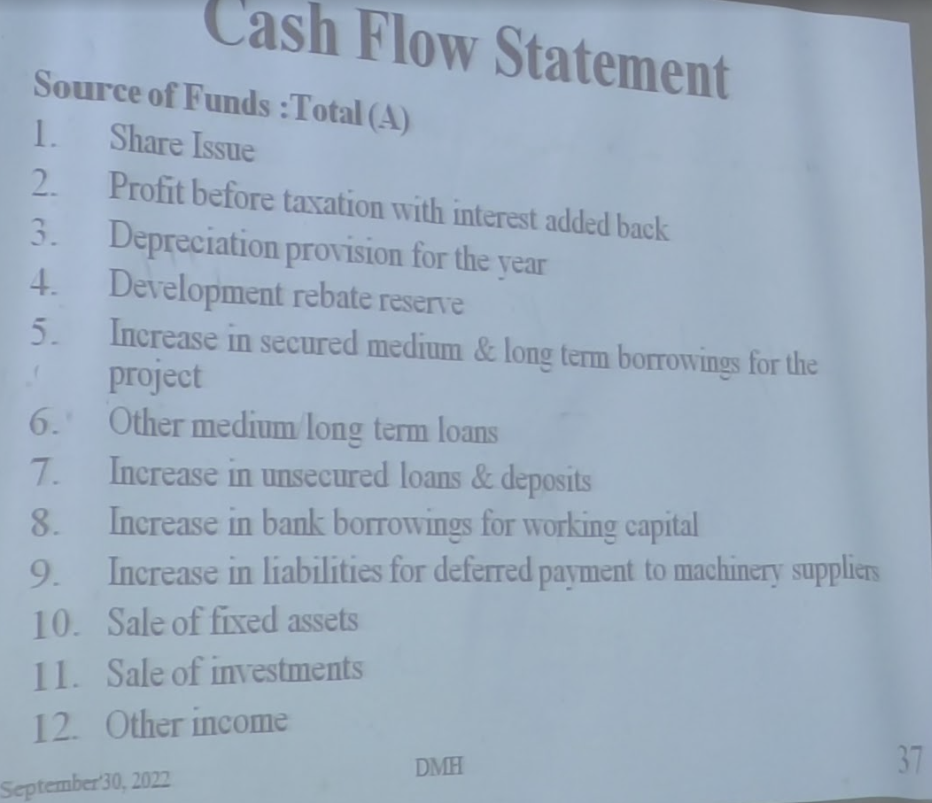 Cash Flow Statement
Source of Funds :Total (A)
1. Share Issue
2. Profit before taxation with interest added back
3. Depreciation provision for the year
4. Development rebate reserve
5. Increase in secured medium & long term borrowings for the
project
6. Other medium/long term loans
7. Increase in unsecured loans & deposits
8. Increase in bank borrowings for working capital
9. Increase in liabilities for deferred payment to machinery suppliers
10. Sale of fixed assets
11. Sale of investments
12. Other income
September 30, 2022 DMH 37